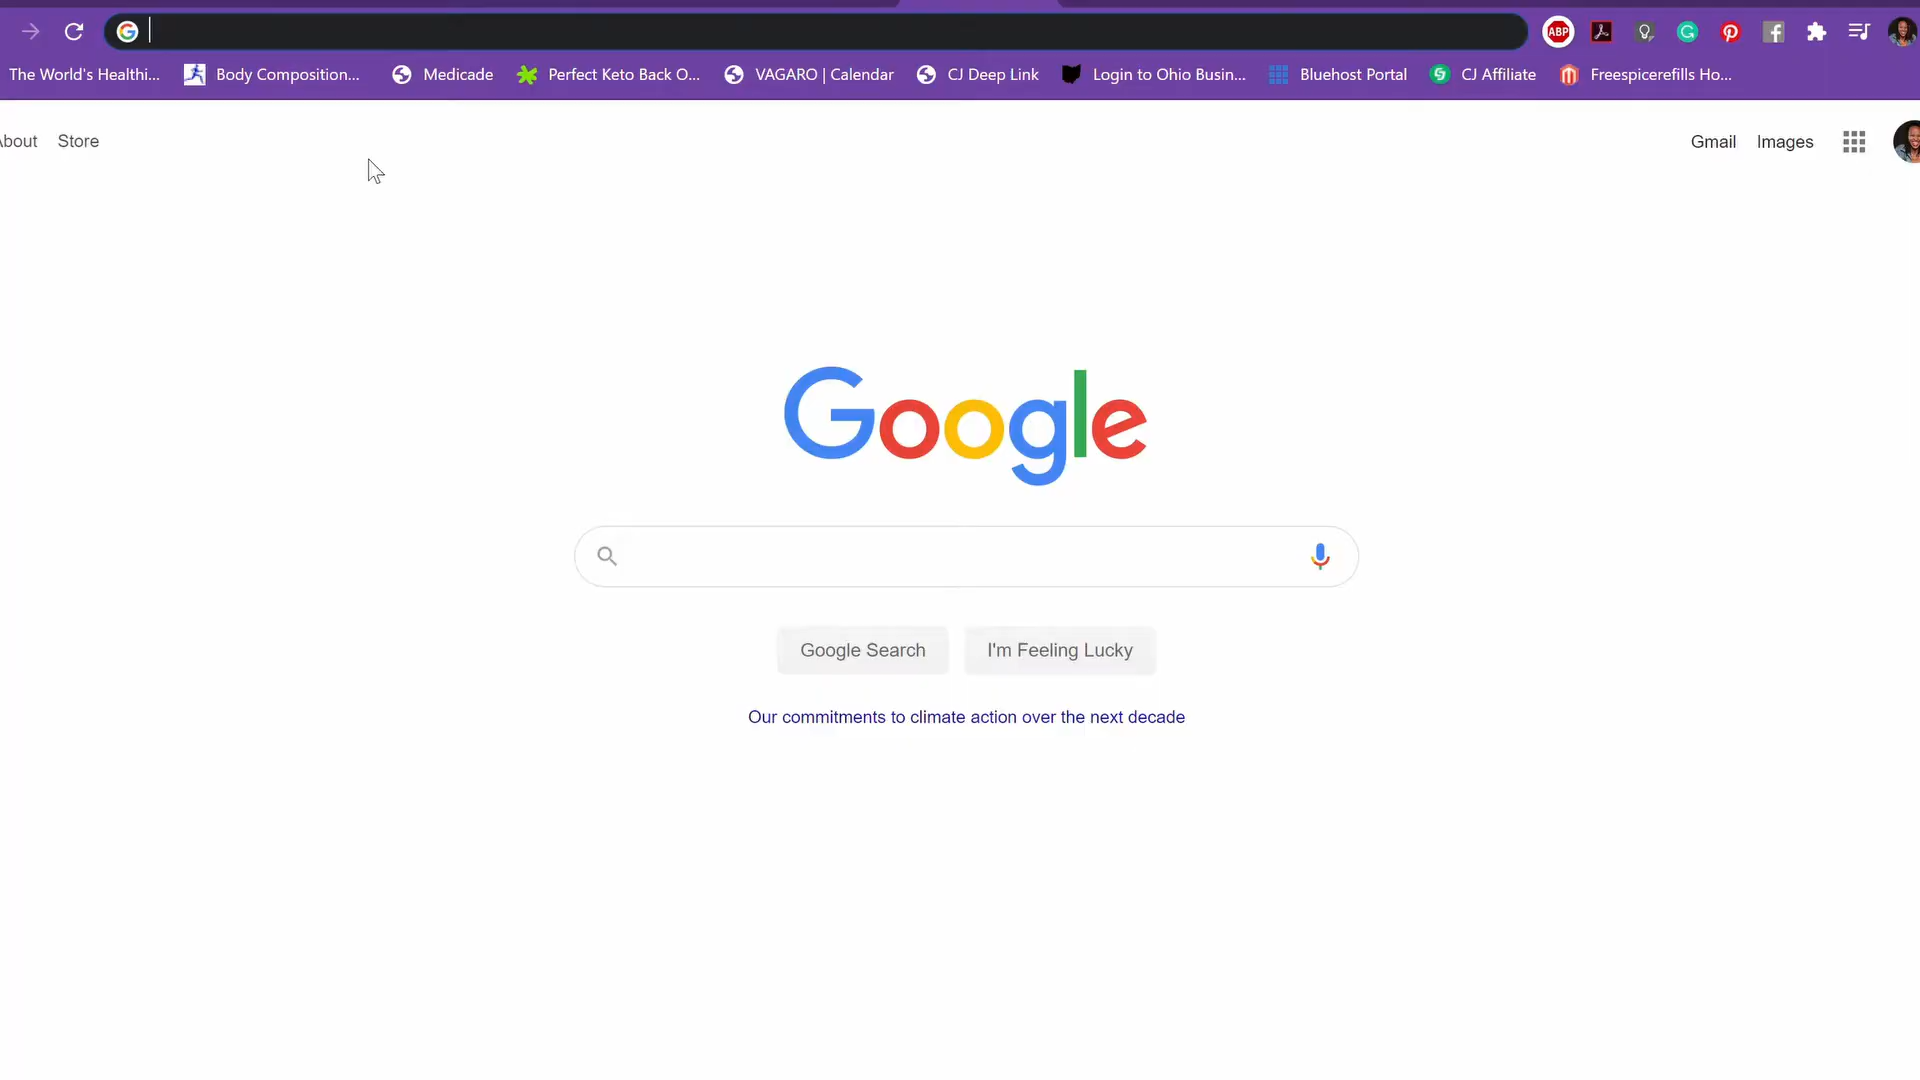 ABP
The World's Healthi... Body Composition... Medicade Perfect Keto Back O... VAGARO | Calendar CJ Deep Link Login to Ohio Busin... Bluehost Portal CJ Affiliate Freespicerefills Ho...
About Store Gmail Images
Google
Google Search I'm Feeling Lucky
Our commitments to climate action over the next decade